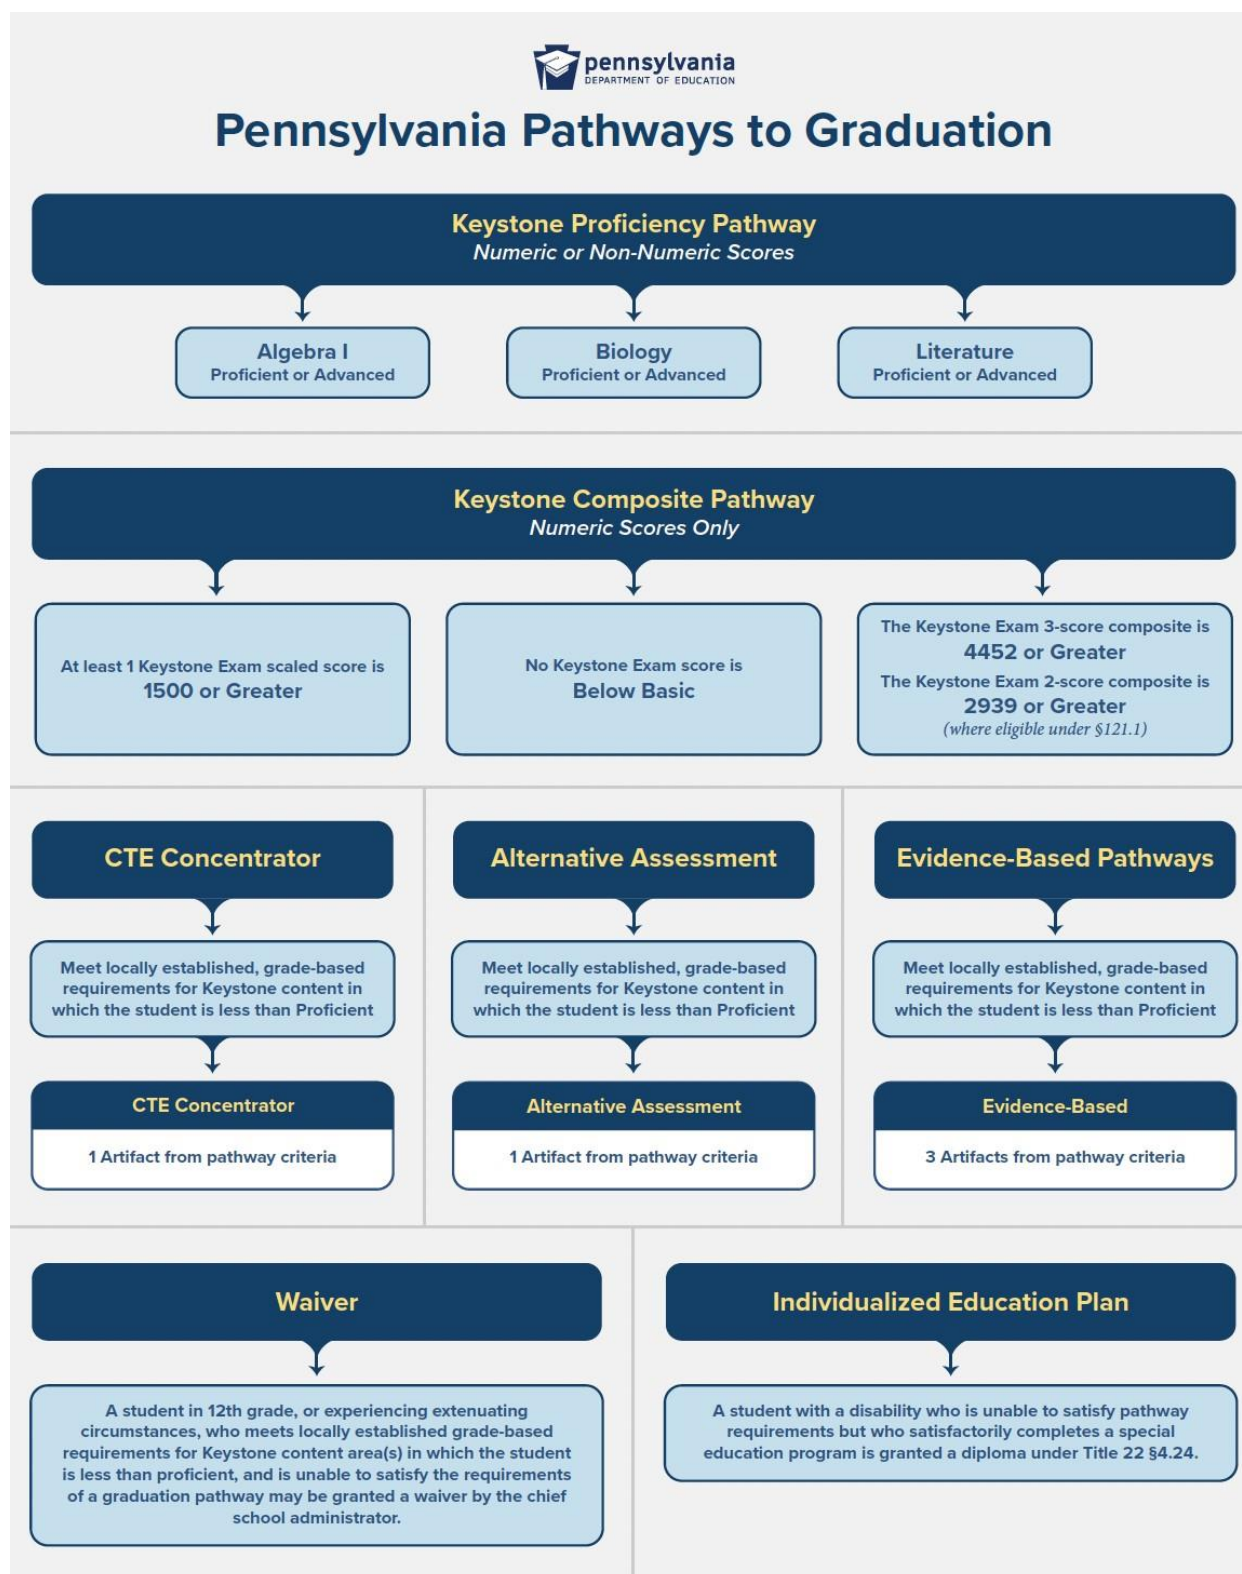 pennsylvania
DEPARTMENT OF EDUCATION
Pennsylvania Pathways to Graduation
Keystone Proficiency Pathway
Numeric or Non-Numeric Scores
Algebra I
Proficient or Advanced
Biology
Proficient or Advanced
Literature
Proficient or Advanced
Keystone Composite Pathway
Numeric Scores Only
At least 1 Keystone Exam scaled score is
1500 or Greater
No Keystone Exam score is
Below Basic
The Keystone Exam 3-score composite is
4452 or Greater
The Keystone Exam 2-score composite is
2939 or Greater
(where eligible under §121.1)
CTE Concentrator
Meet locally established, grade-based
requirements for Keystone content in
which the student is less than Proficient
CTE Concentrator
1 Artifact from pathway criteria
Alternative Assessment
Meet locally established, grade-based
requirements for Keystone content in
which the student is less than Proficient
Alternative Assessment
1 Artifact from pathway criteria
Evidence-Based Pathways
Meet locally established, grade-based
requirements for Keystone content in
which the student is less than Proficient
Evidence-Based
3 Artifacts from pathway criteria
Waiver
A student in 12th grade, or experiencing extenuating
circumstances, who meets locally established grade-based
requirements for Keystone content area(s) in which the student
is less than proficient, and is unable to satisfy the requirements
of a graduation pathway may be granted a waiver by the chief
school administrator.
Individualized Education Plan
A student with a disability who is unable to satisfy pathway
requirements but who satisfactorily completes a special
education program is granted a diploma under Title 22 §4.24.